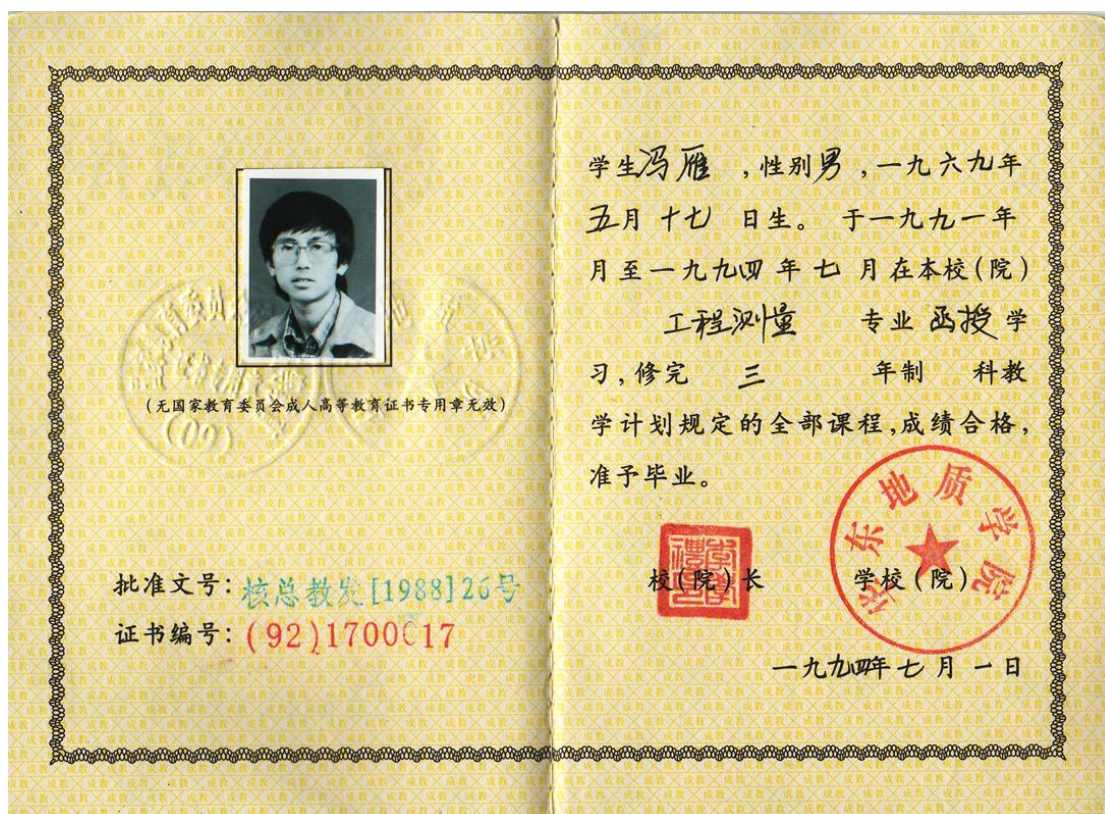 (无国家教育委员会成人高等教育证书专用章无效)
批准文号：核总教发[1988]26号
证书编号：(92)1700017
学生冯雁，性别男，一九六九年
五月十七日生。于一九九一年
月至一九九四年七月在本校(院)
工程测量 专业函授学
习，修完 三 年制 科教
学计划规定的全部课程，成绩合格，
准予毕业。
校(院)长 学校(院)
华东地质学院
一九九四年七月一日